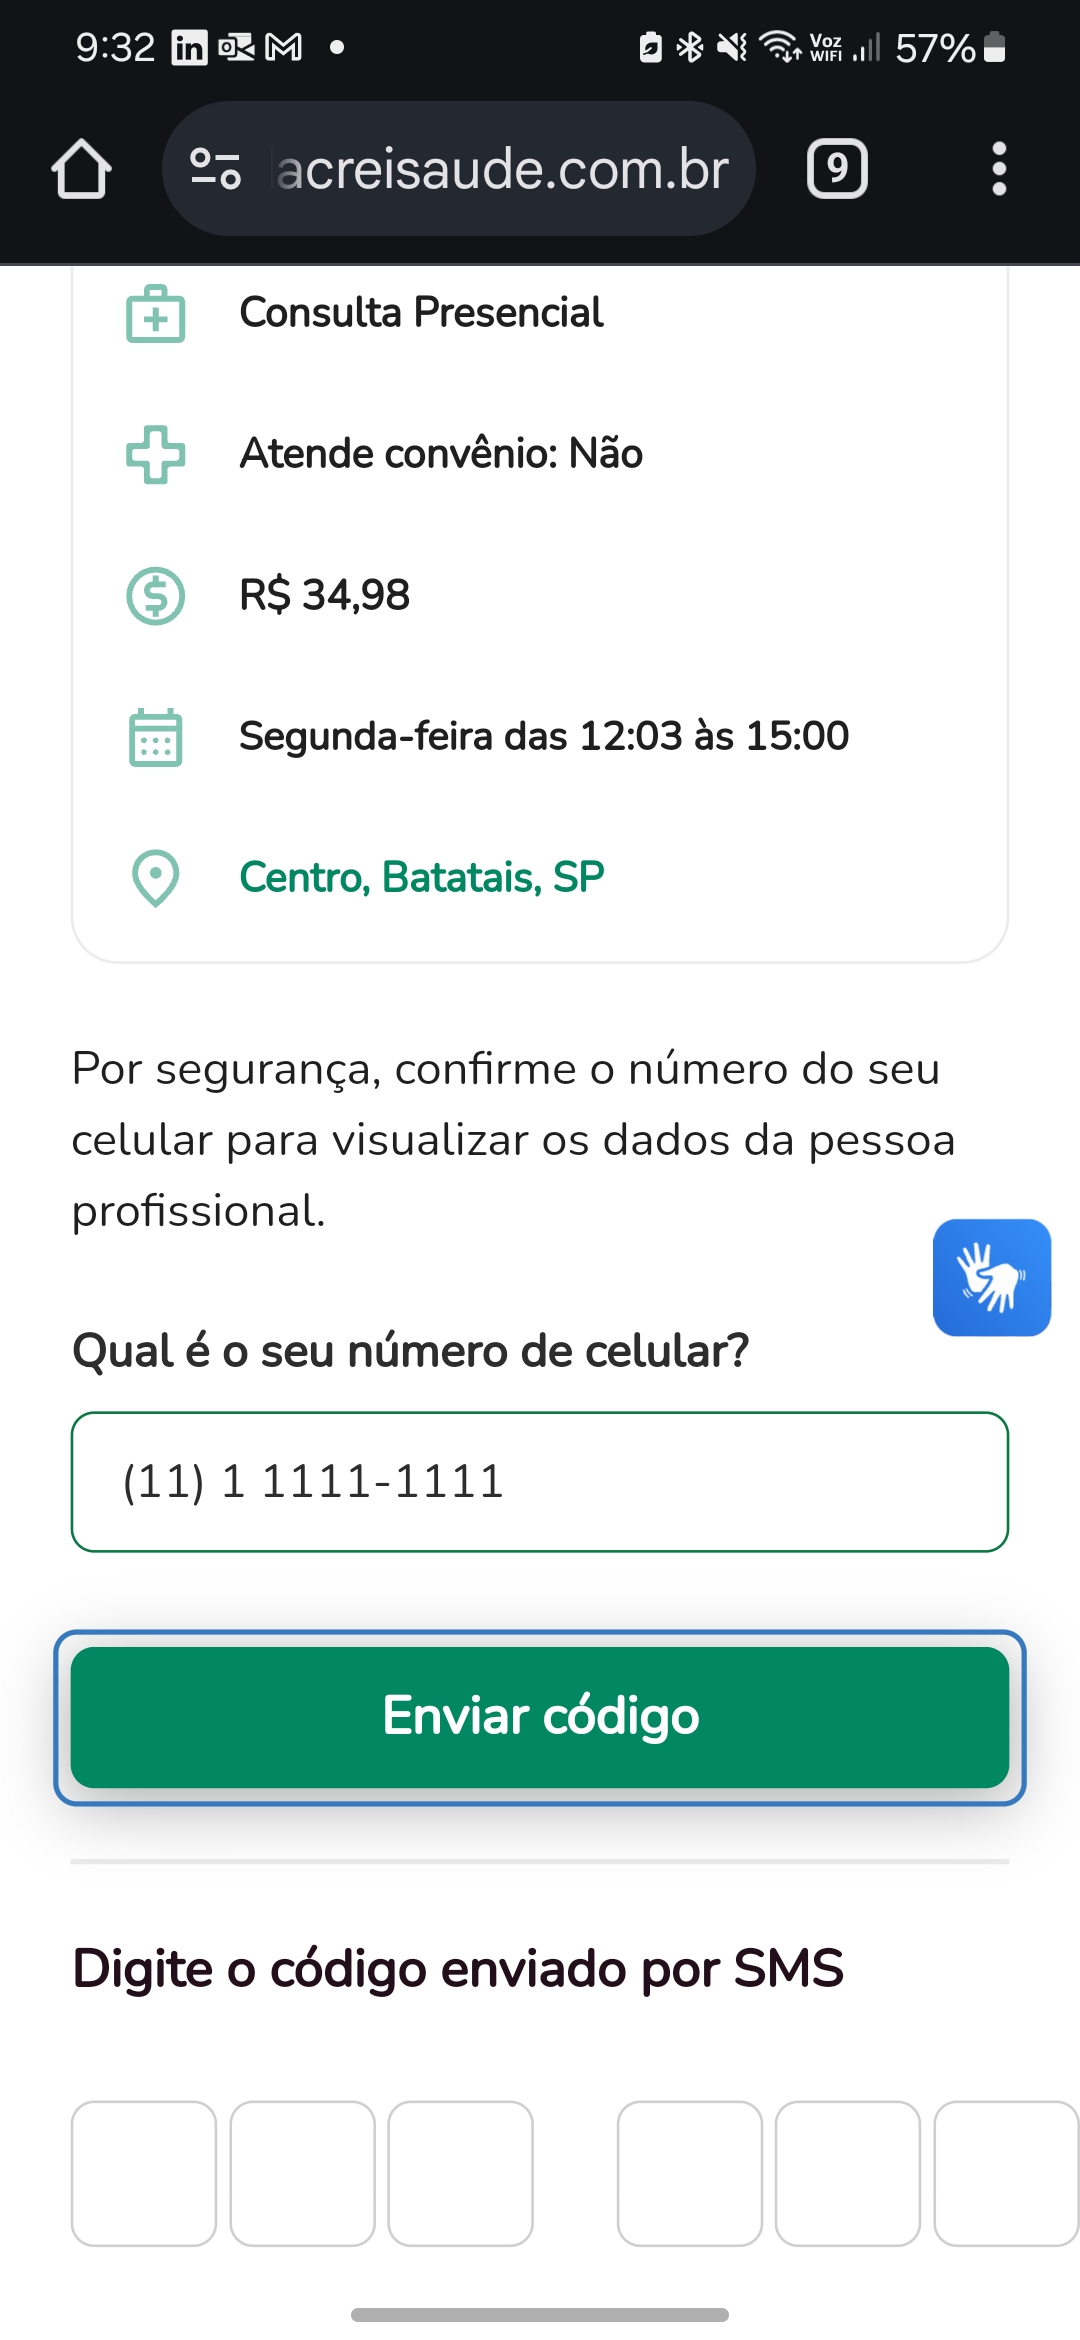 9:32
Voz
WIFI
57%
acreisaude.com.br
9
Consulta Presencial
Atende convênio: Não
R$ 34,98
Segunda-feira das 12:03 às 15:00
Centro, Batatais, SP
Por segurança, confirme o número do seu
celular para visualizar os dados da pessoa
profissional.
Qual é o seu número de celular?
(11) 1 1111-1111
Enviar código
Digite o código enviado por SMS